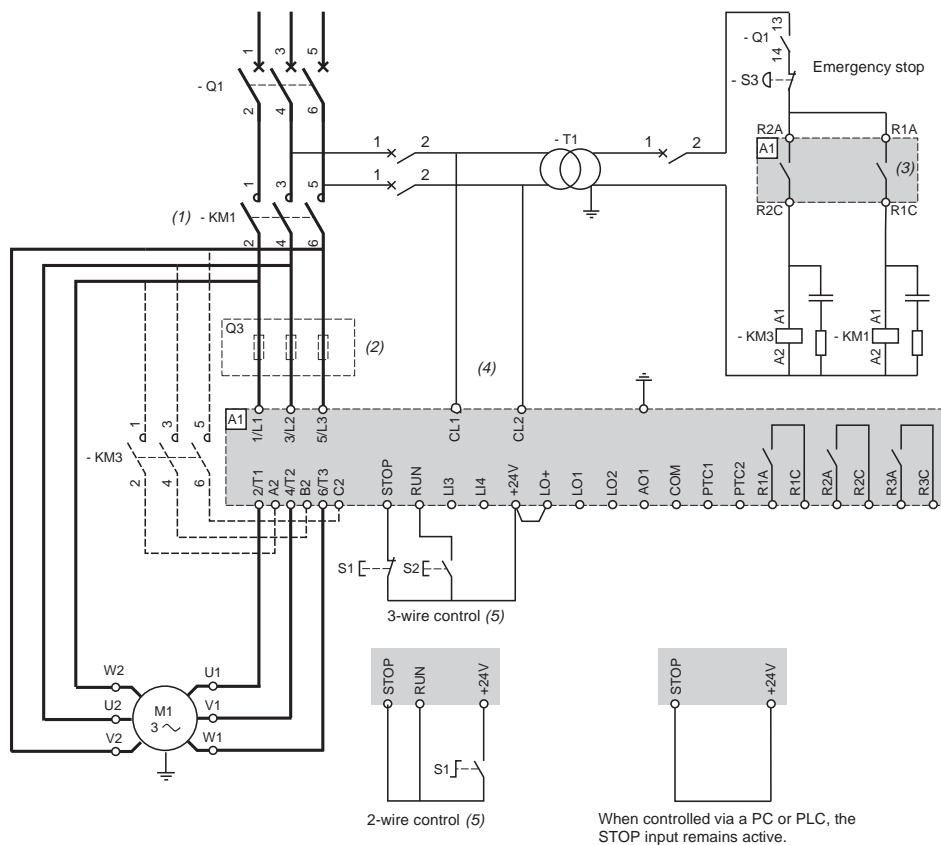 1 3 5
- Q1
2 4 6
13
- Q1
14
- S3
Emergency stop
1 2
- T1
1 2
1 2
R2A R1A
A1
(3)
R2C R1C
1 3 5
(1) - KM1
2 4 6
Q3
(2)
(4)
A1 A1
- KM3 - KM1
A2 A2
A1
1/L1 3/L2 5/L3 CL1 CL2
1 3 5
- KM3
2 4 6
2/T1 A2 4/T2 B2 6/T3 C2 STOP RUN LI3 LI4 +24V LO+ LO1 LO2 AO1 COM PTC1 PTC2 R1A R1C R2A R2C R3A R3C
S1 S2
3-wire control (5)
W2 U1
U2 M1 V1
3
V2 W1
STOP RUN +24V
S1
2-wire control (5)
STOP +24V
When controlled via a PC or PLC, the
STOP input remains active.